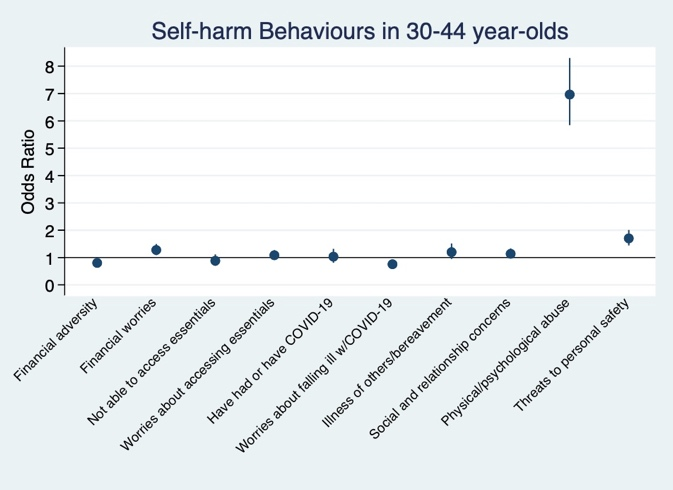 Self-harm Behaviours in 30-44 year-olds
Odds Ratio
8
7
6
5
4
3
2
1
0
Financial adversity
Financial worries
Not able to access essentials
Worries about accessing essentials
Have had or have COVID-19
Worries about falling ill w/COVID-19
Illness of others/bereavement
Social and relationship concerns
Physical/psychological abuse
Threats to personal safety